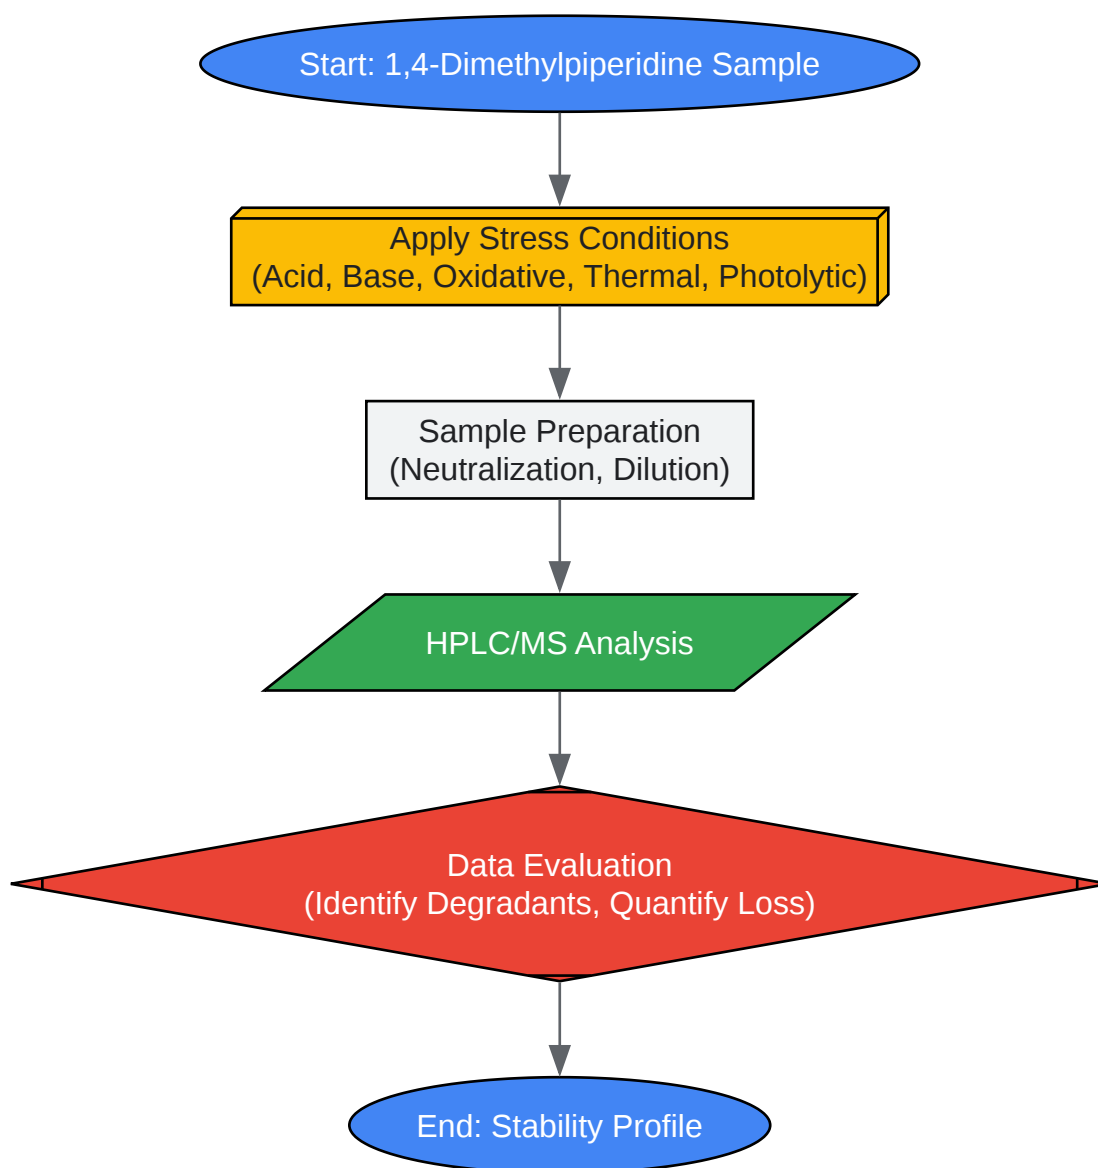 Start: 1,4-Dimethylpiperidine Sample
Apply Stress Conditions
(Acid, Base, Oxidative, Thermal, Photolytic)
Sample Preparation
(Neutralization, Dilution)
HPLC/MS Analysis
Data Evaluation
(Identify Degradants, Quantify Loss)
End: Stability Profile